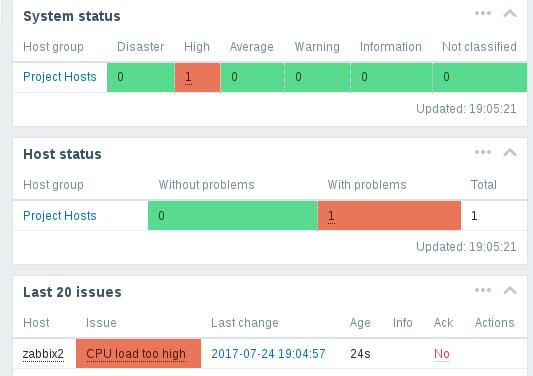 System status
Host group Disaster High Average Warning Information Not classified
Project Hosts 0 1 0 0 0 0
Updated: 19:05:21
Host status
Host group Without problems With problems Total
Project Hosts 0 1 1
Updated: 19:05:21
Last 20 issues
Host Issue Last change Age Info Ack Actions
zabbix2 CPU load too high 2017-07-24 19:04:57 24s No